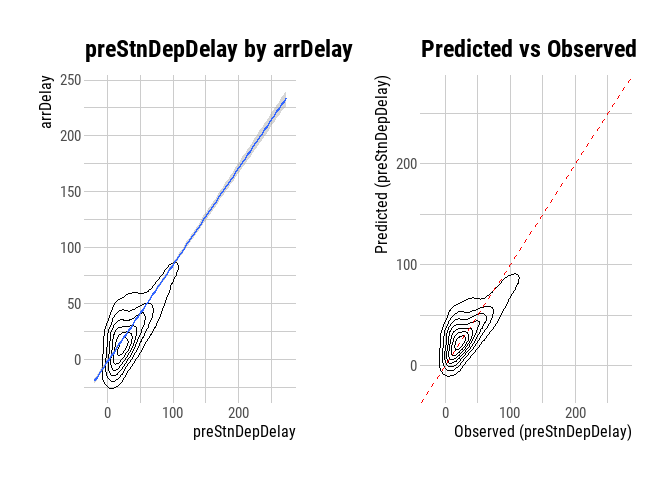 preStnDepDelay by arrDelay
arrDelay
250
200
150
100
50
0
0 100 200
preStnDepDelay
Predicted vs Observed
Predicted (preStnDepDelay)
200
100
0
0 100 200
Observed (preStnDepDelay)